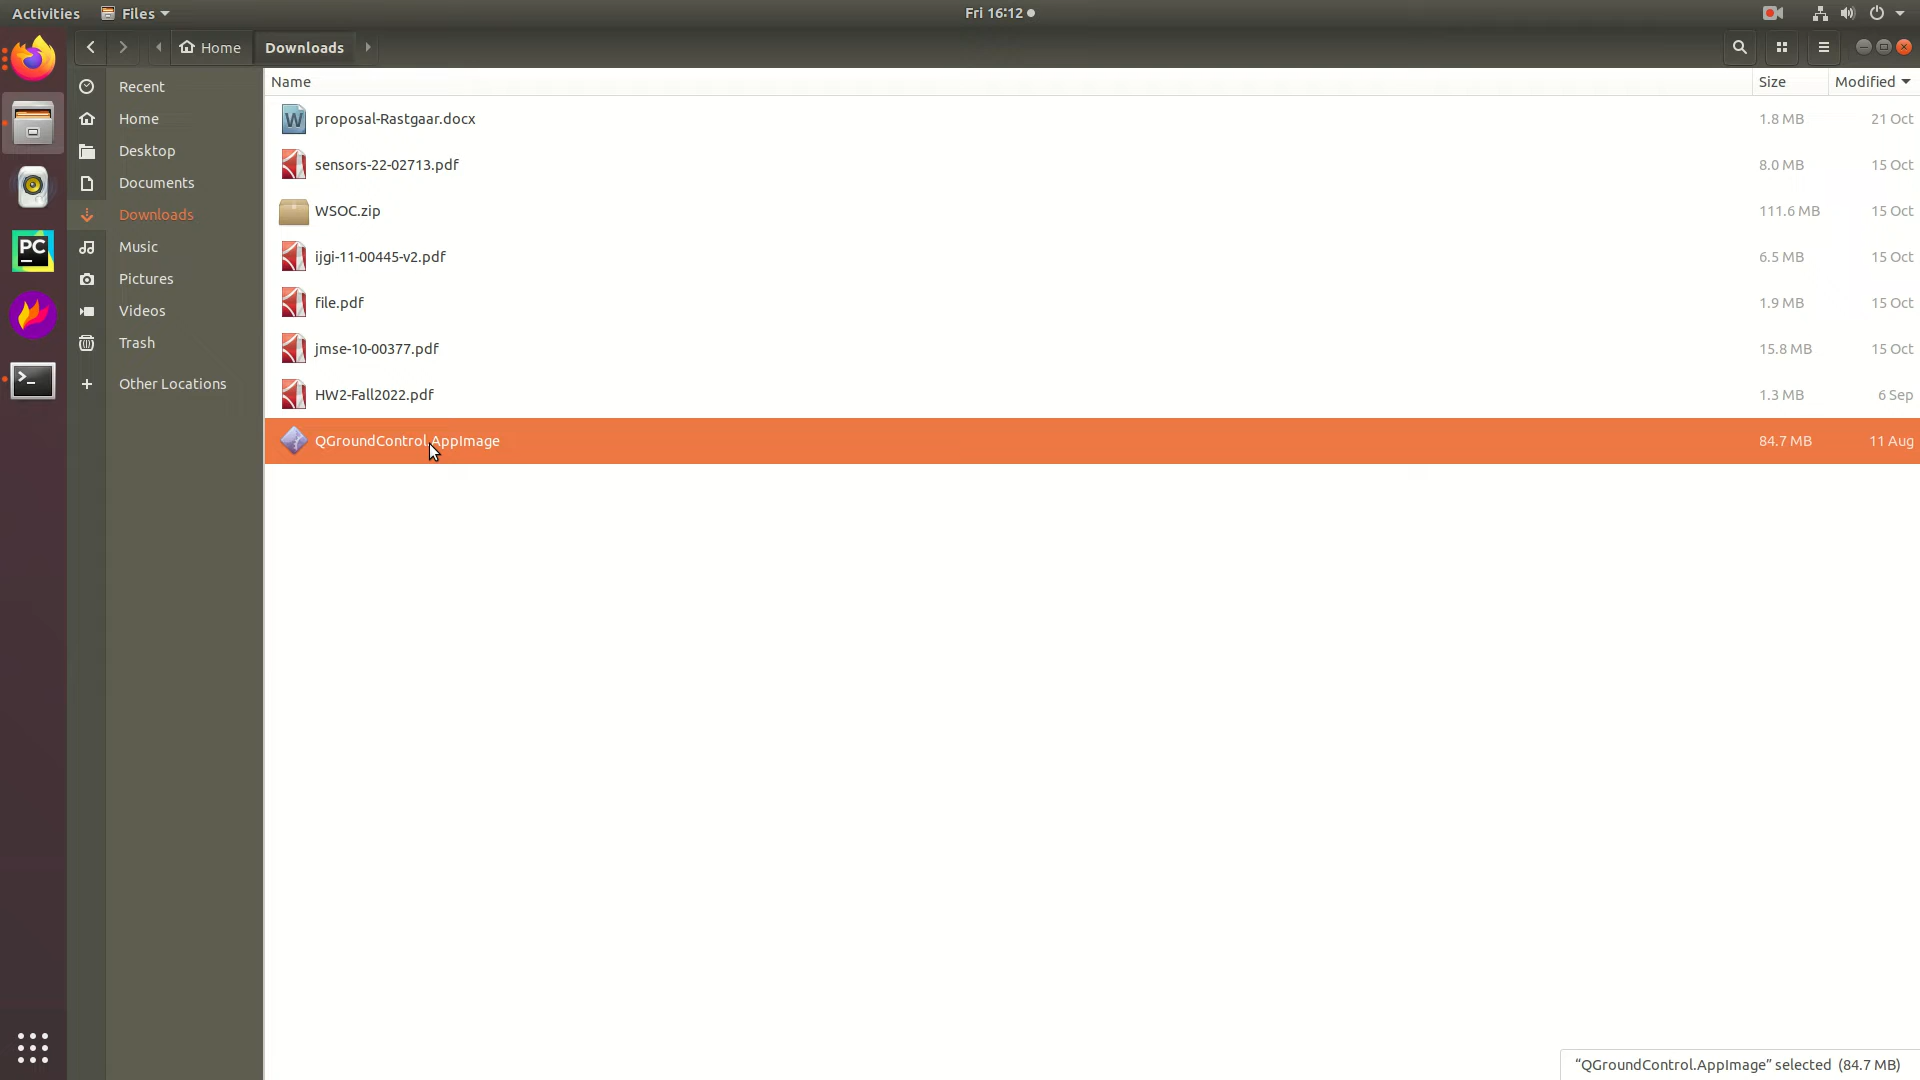 Activities Files Fri 16:12
Home Downloads
Recent
Home
Desktop
Documents
Downloads
Music
Pictures
Videos
Trash
Other Locations
Name Size Modified
proposal-Rastgaar.docx 1.8 MB 21 Oct
sensors-22-02713.pdf 8.0 MB 15 Oct
WSOC.zip 111.6 MB 15 Oct
ijgi-11-00445-v2.pdf 6.5 MB 15 Oct
file.pdf 1.9 MB 15 Oct
jmse-10-00377.pdf 15.8 MB 15 Oct
HW2-Fall2022.pdf 1.3 MB 6 Sep
QGroundControl.AppImage 84.7 MB 11 Aug
PC
“QGroundControl.AppImage” selected (84.7 MB)